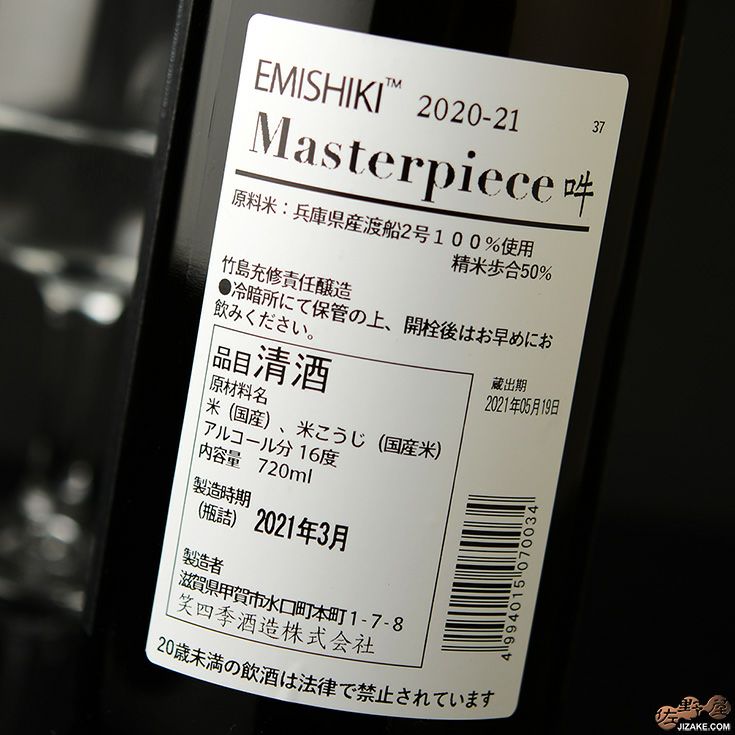 EMISHIKI™ 2020-21
37
Masterpiece 吽
原料米：兵庫県産渡船2号１００％使用
精米歩合50%
竹島充修責任醸造
●冷暗所にて保管の上、開栓後はお早めにお
飲みください。
品目清酒
原材料名
米（国産）、米こうじ（国産米）
アルコール分 16度
内容量 720ml
製造時期
（瓶詰） 2021年3月
製造者
滋賀県甲賀市水口町本町1-7-8
笑四季酒造株式会社
蔵出期
2021年05月19日
4 994015 070034
20歳未満の飲酒は法律で禁止されています
佐野屋
JIZAKE.COM